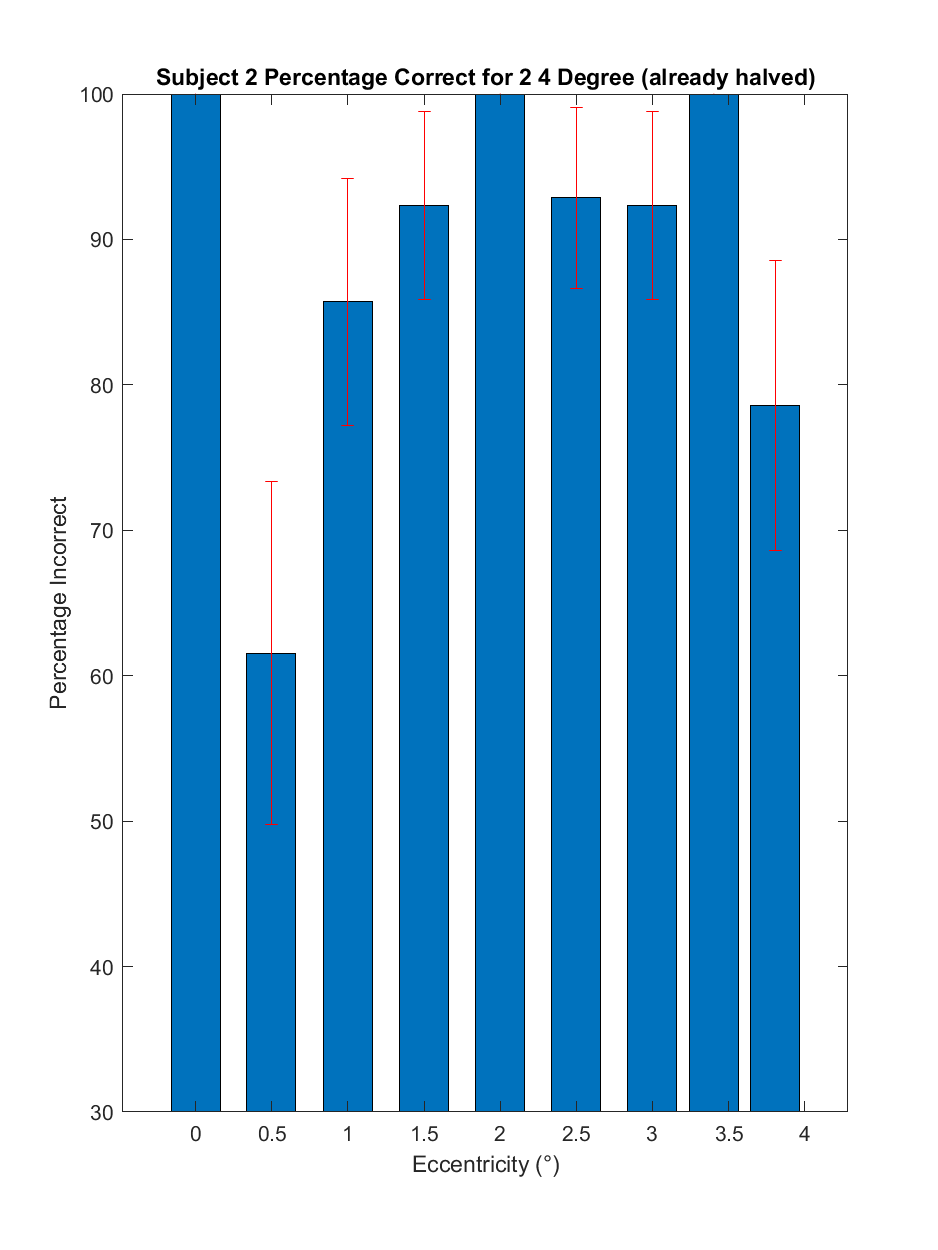 Subject 2 Percentage Correct for 2 4 Degree (already halved)
100
90
80
70
60
50
40
30
Percentage Incorrect
0 0.5 1 1.5 2 2.5 3 3.5 4
Eccentricity (°)